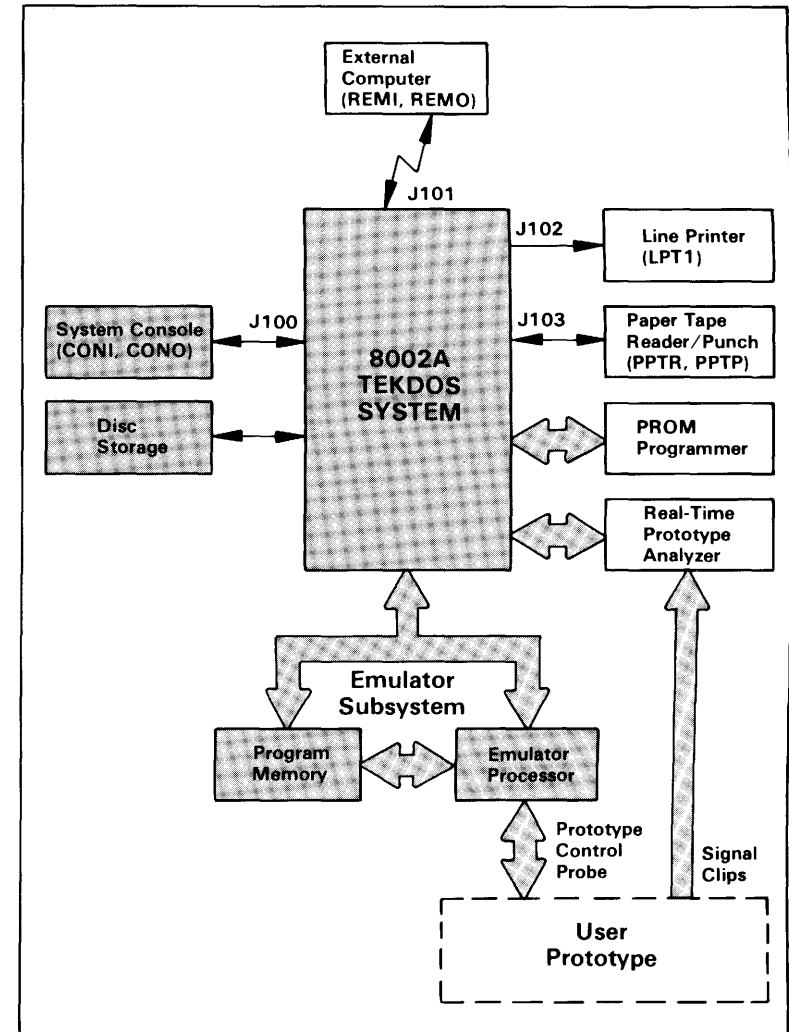 External
Computer
(REMI, REMO)
J101
J102
Line Printer
(LPT1)
System Console
(CONI, CONO)
J100
J103
Paper Tape
Reader/Punch
(PPTR, PPTP)
8002A
TEKDOS
SYSTEM
Disc
Storage
PROM
Programmer
Real-Time
Prototype
Analyzer
Emulator
Subsystem
Program
Memory
Emulator
Processor
Prototype
Control
Probe
Signal
Clips
User
Prototype